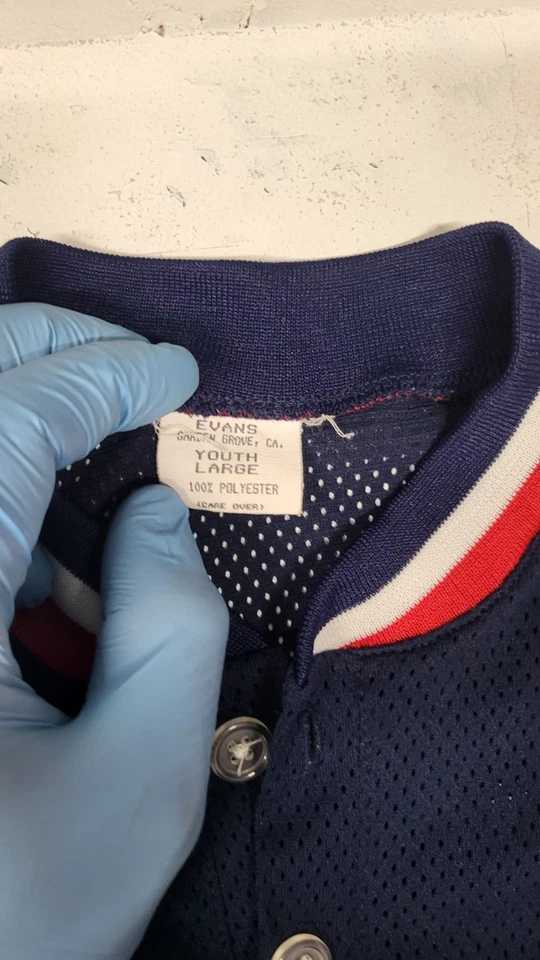 EVANS
GARDEN GROVE, CA.
YOUTH
LARGE
100% POLYESTER
(CARE OVER)